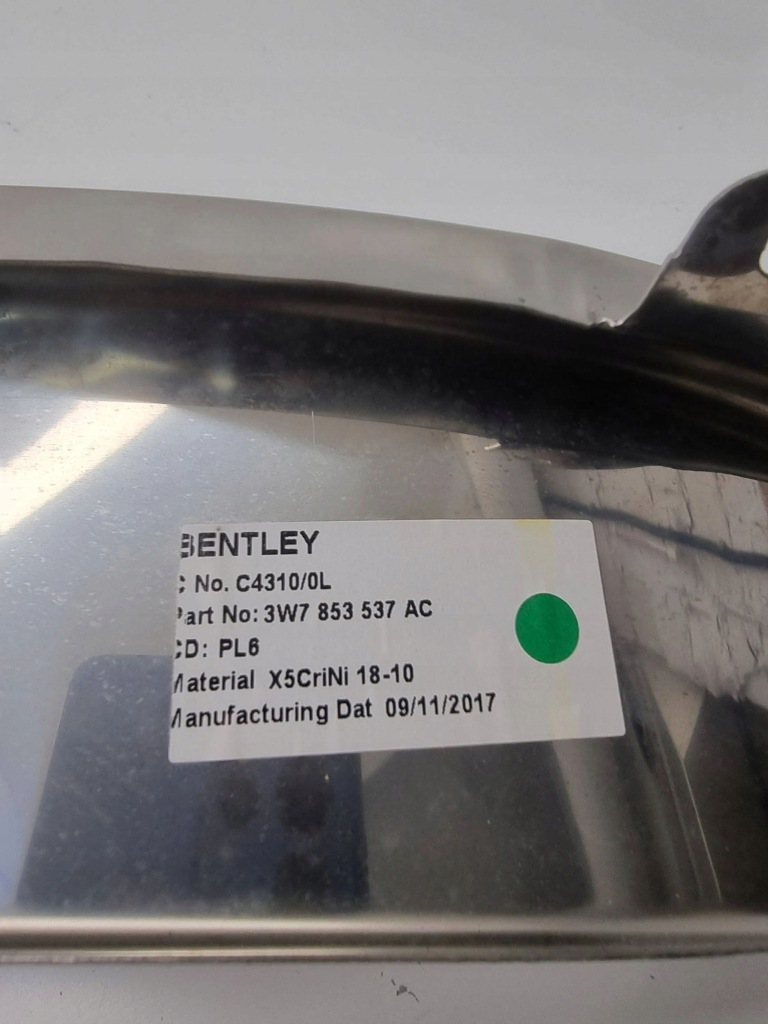 BENTLEY
C No. C4310/0L
Part No: 3W7 853 537 AC
CD: PL6
Material X5CriNi 18-10
Manufacturing Dat 09/11/2017